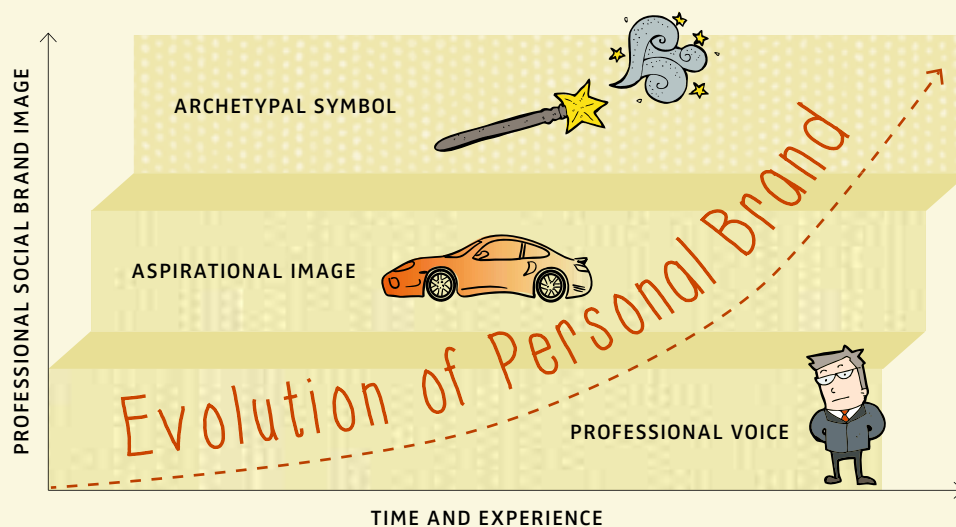 PROFESSIONAL SOCIAL BRAND IMAGE
ARCHETYPAL SYMBOL
ASPIRATIONAL IMAGE
Evolution of Personal Brand
PROFESSIONAL VOICE
TIME AND EXPERIENCE